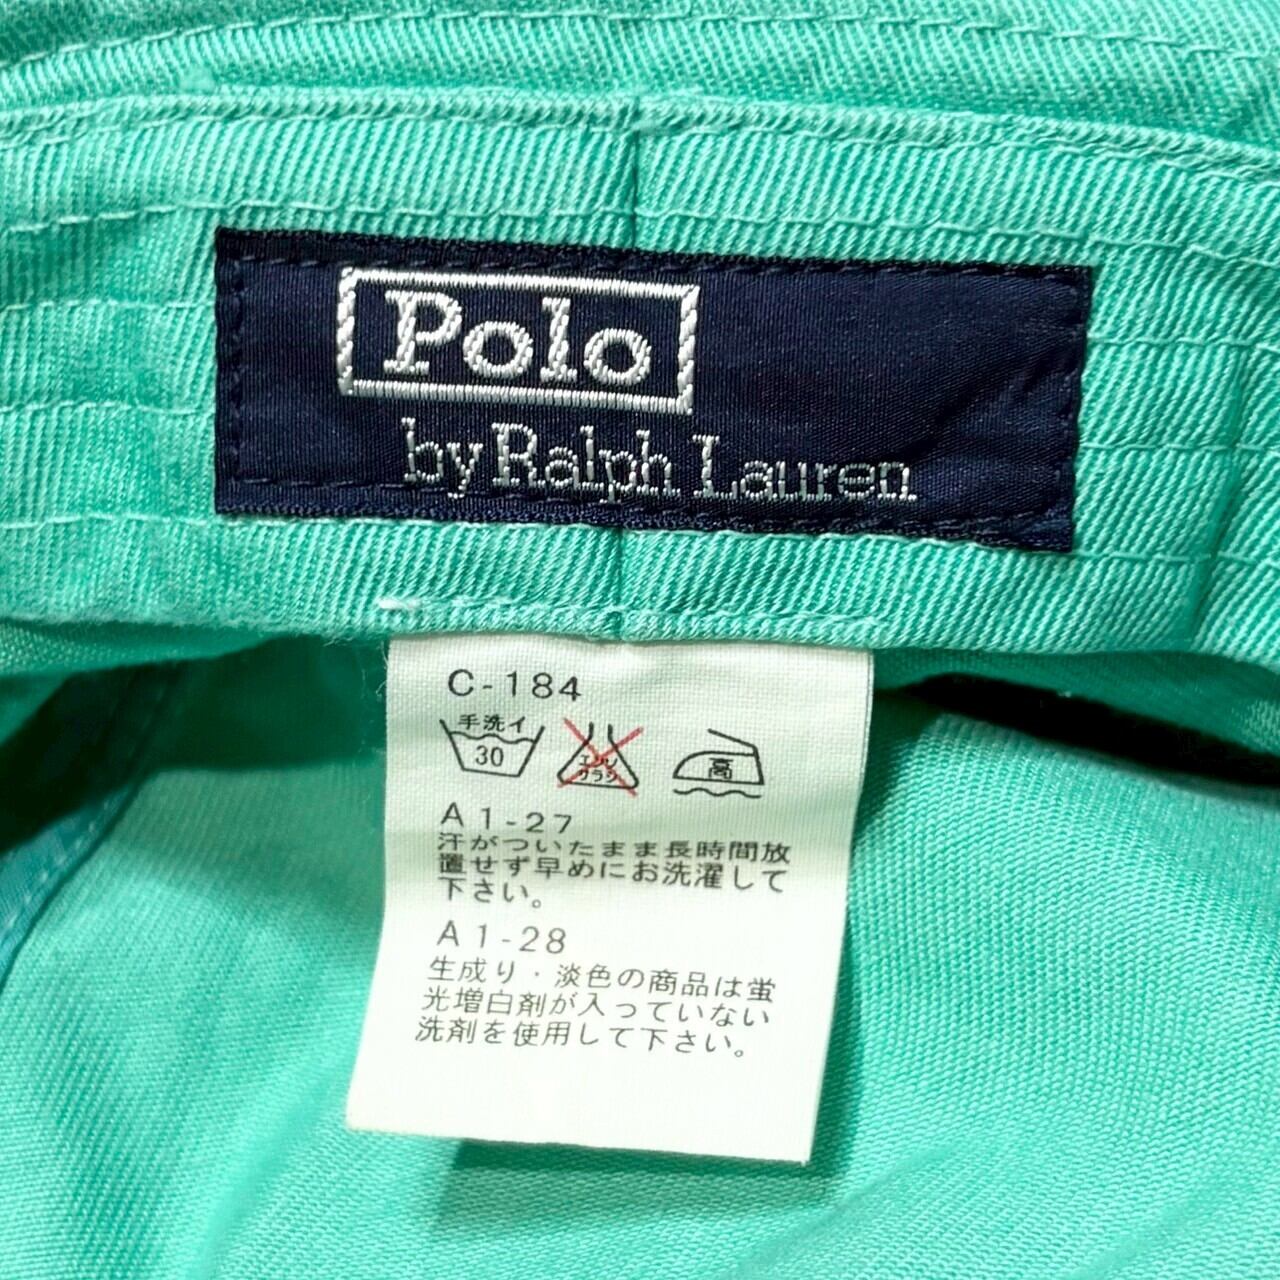 Polo
by Ralph Lauren
C-184
手洗イ
30
エンソ
サラシ
高
A1-27
汗がついたまま長時間放
置せず早めにお洗濯して
下さい。
A1-28
生成り・淡色の商品は蛍
光増白剤が入っていない
洗剤を使用して下さい。